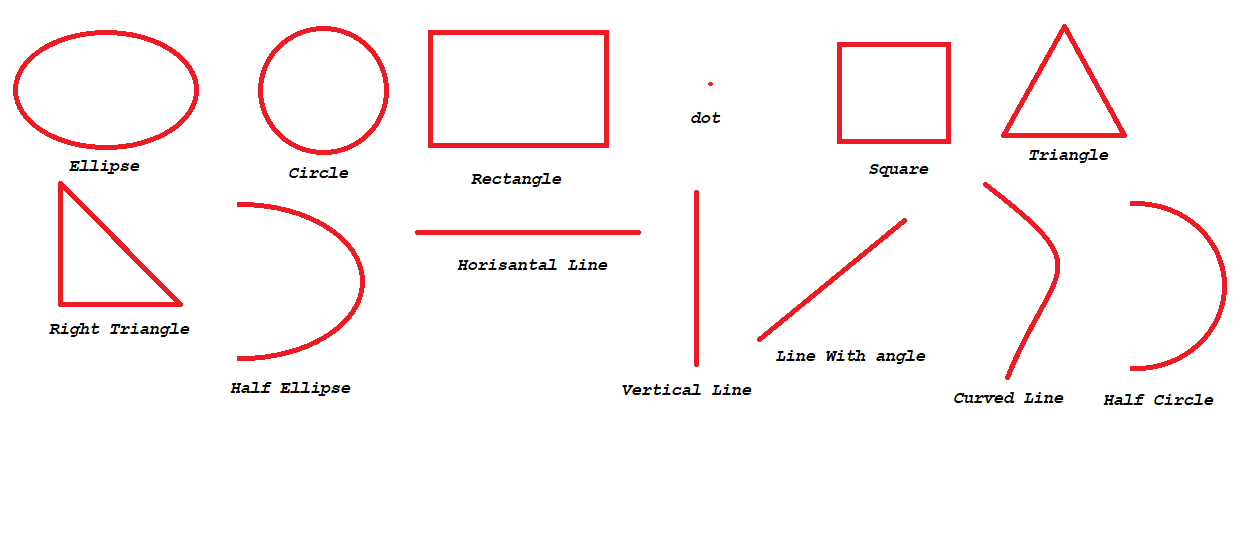 Ellipse
Circle
Rectangle
dot
Square
Triangle
Right Triangle
Half Ellipse
Horisantal Line
Vertical Line
Line With angle
Curved Line
Half Circle